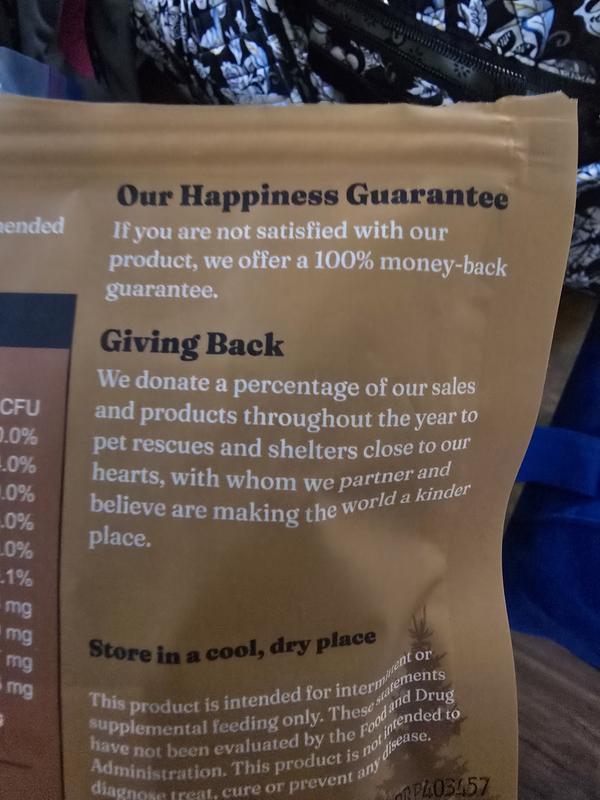 Our Happiness Guarantee
If you are not satisfied with our
product, we offer a 100% money-back
guarantee.
Giving Back
We donate a percentage of our sales
and products throughout the year to
pet rescues and shelters close to our
hearts, with whom we partner and
believe are making the world a kinder
place.
Store in a cool, dry place
This product is intended for intermittent or
supplemental feeding only. These statements
have not been evaluated by the Food and Drug
Administration. This product is not intended to
diagnose treat, cure or prevent any disease.
mended
CFU
0.0%
.0%
.0%
.0%
.0%
.1%
mg
mg
mg
mg
P403457